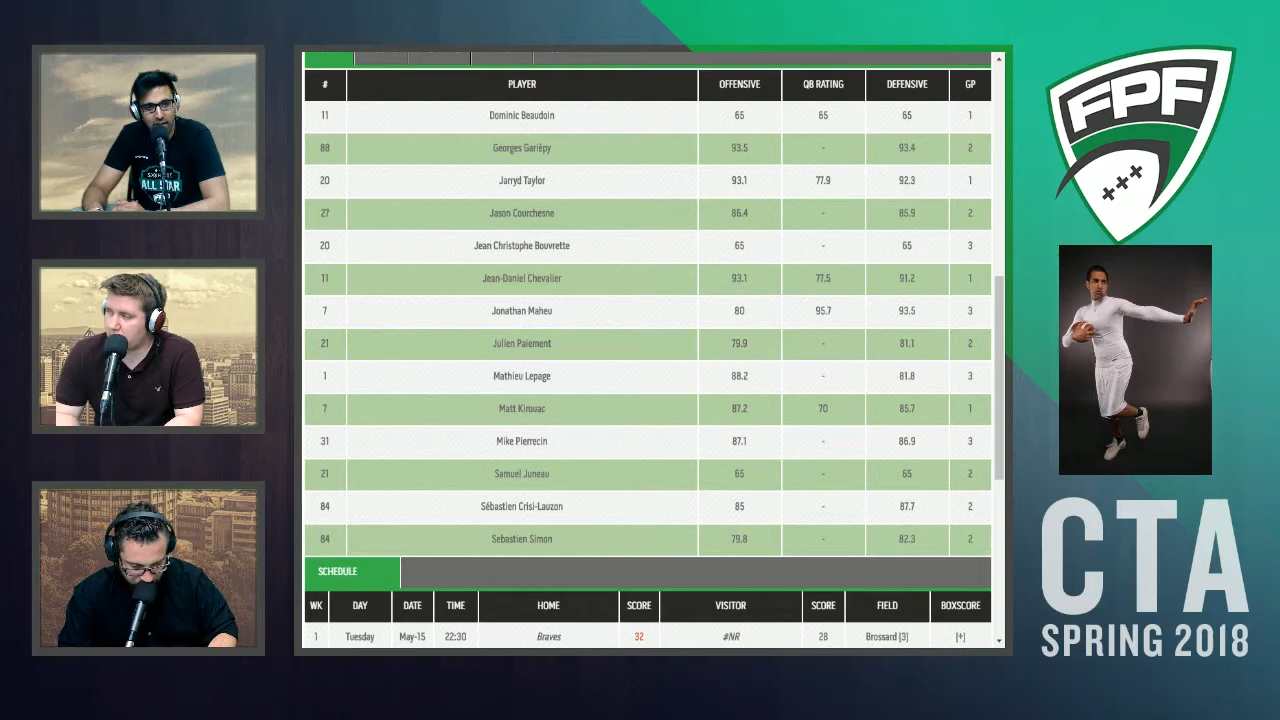 # PLAYER OFFENSIVE QB RATING DEFENSIVE GP
11 Dominic Beaudoin 65 65 65 1
88 Georges Gariépy 93.5 - 93.4 2
20 Jarryd Taylor 93.1 77.9 92.3 1
27 Jason Courchesne 86.4 - 85.9 2
20 Jean Christophe Bouvrette 65 - 65 3
11 Jean-Daniel Chevalier 93.1 77.5 91.2 1
7 Jonathan Maheu 80 95.7 93.5 3
21 Julien Paiement 79.9 - 81.1 2
1 Mathieu Lepage 88.2 - 81.8 3
7 Matt Kirouac 87.2 70 85.7 1
31 Mike Pierrecin 87.1 - 86.9 3
21 Samuel Juneau 65 - 65 2
84 Sébastien Crisi-Lauzon 85 - 87.7 2
84 Sebastien Simon 79.8 - 82.3 2
SCHEDULE
WK DAY DATE TIME HOME SCORE VISITOR SCORE FIELD BOXSCORE
1 Tuesday May-15 22:30 Braves 32 #NR 28 Brossard [3] [+]
FPF
CTA
SPRING 2018
ALL STAR